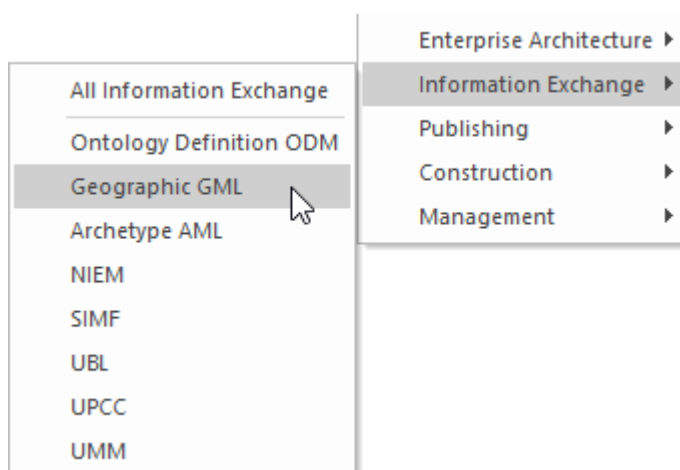 Enterprise Architecture
Information Exchange
Publishing
Construction
Management
All Information Exchange
Ontology Definition ODM
Geographic GML
Archetype AML
NIEM
SIMF
UBL
UPCC
UMM